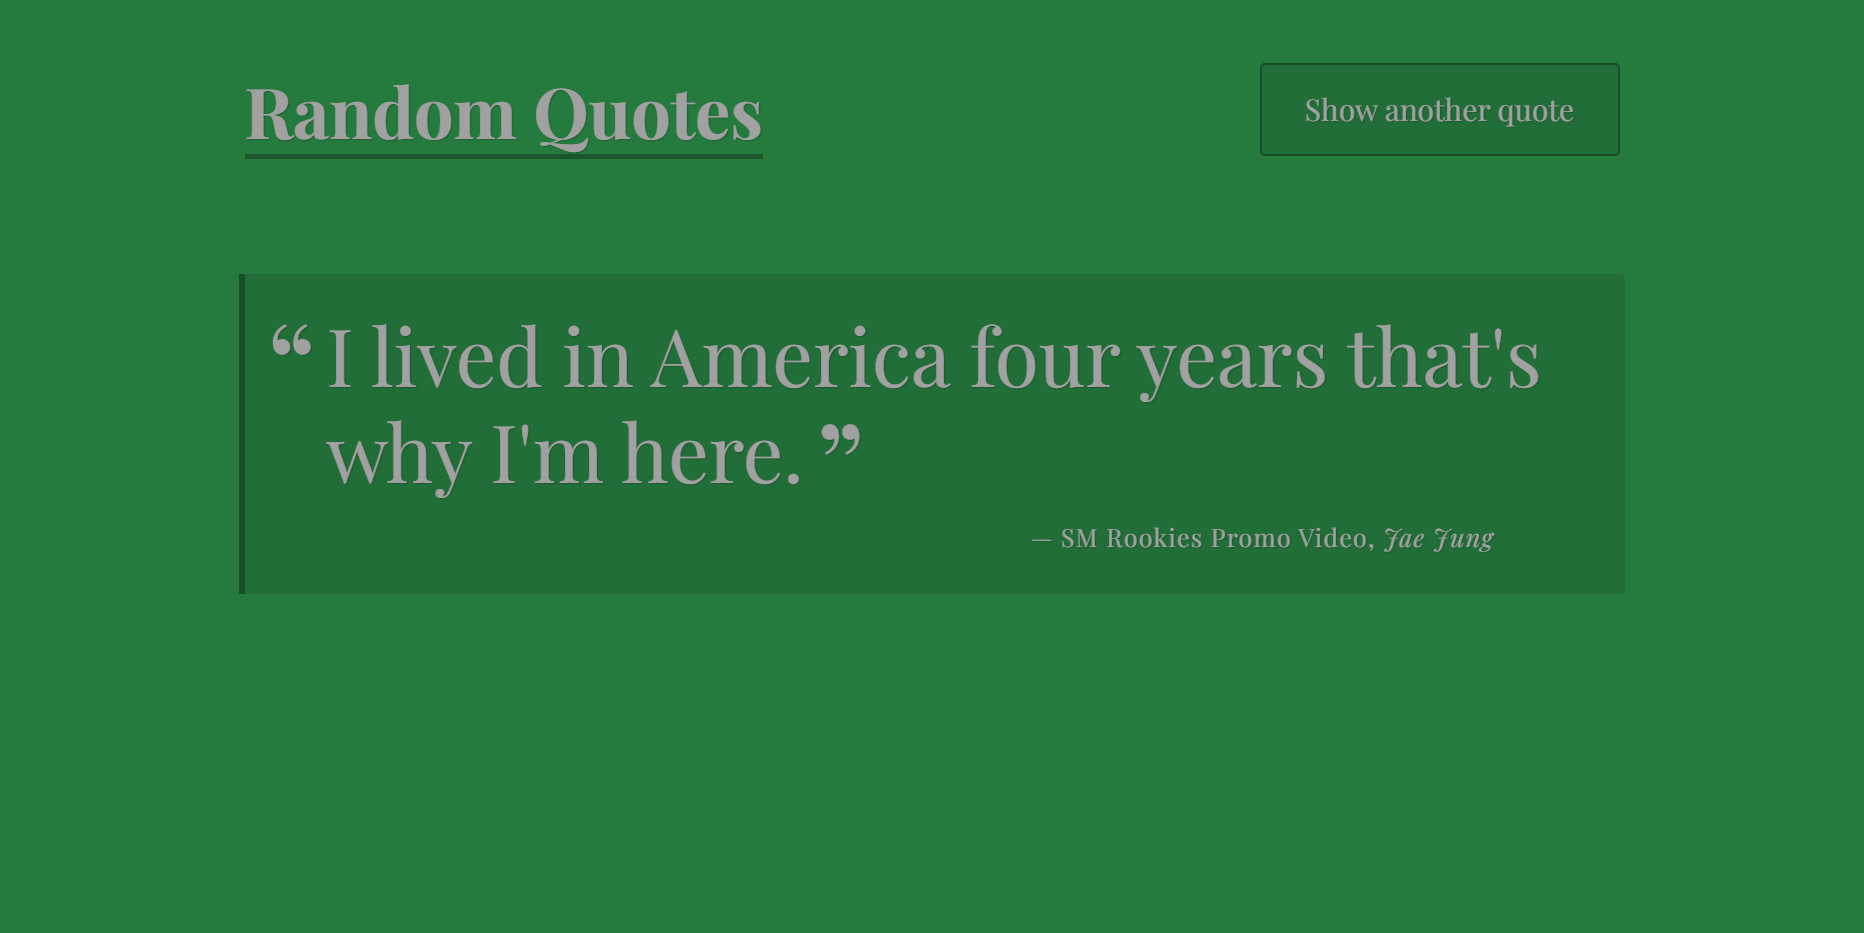 Random Quotes
Show another quote
“ I lived in America four years that's
why I'm here. ”
— SM Rookies Promo Video, Jae Jung